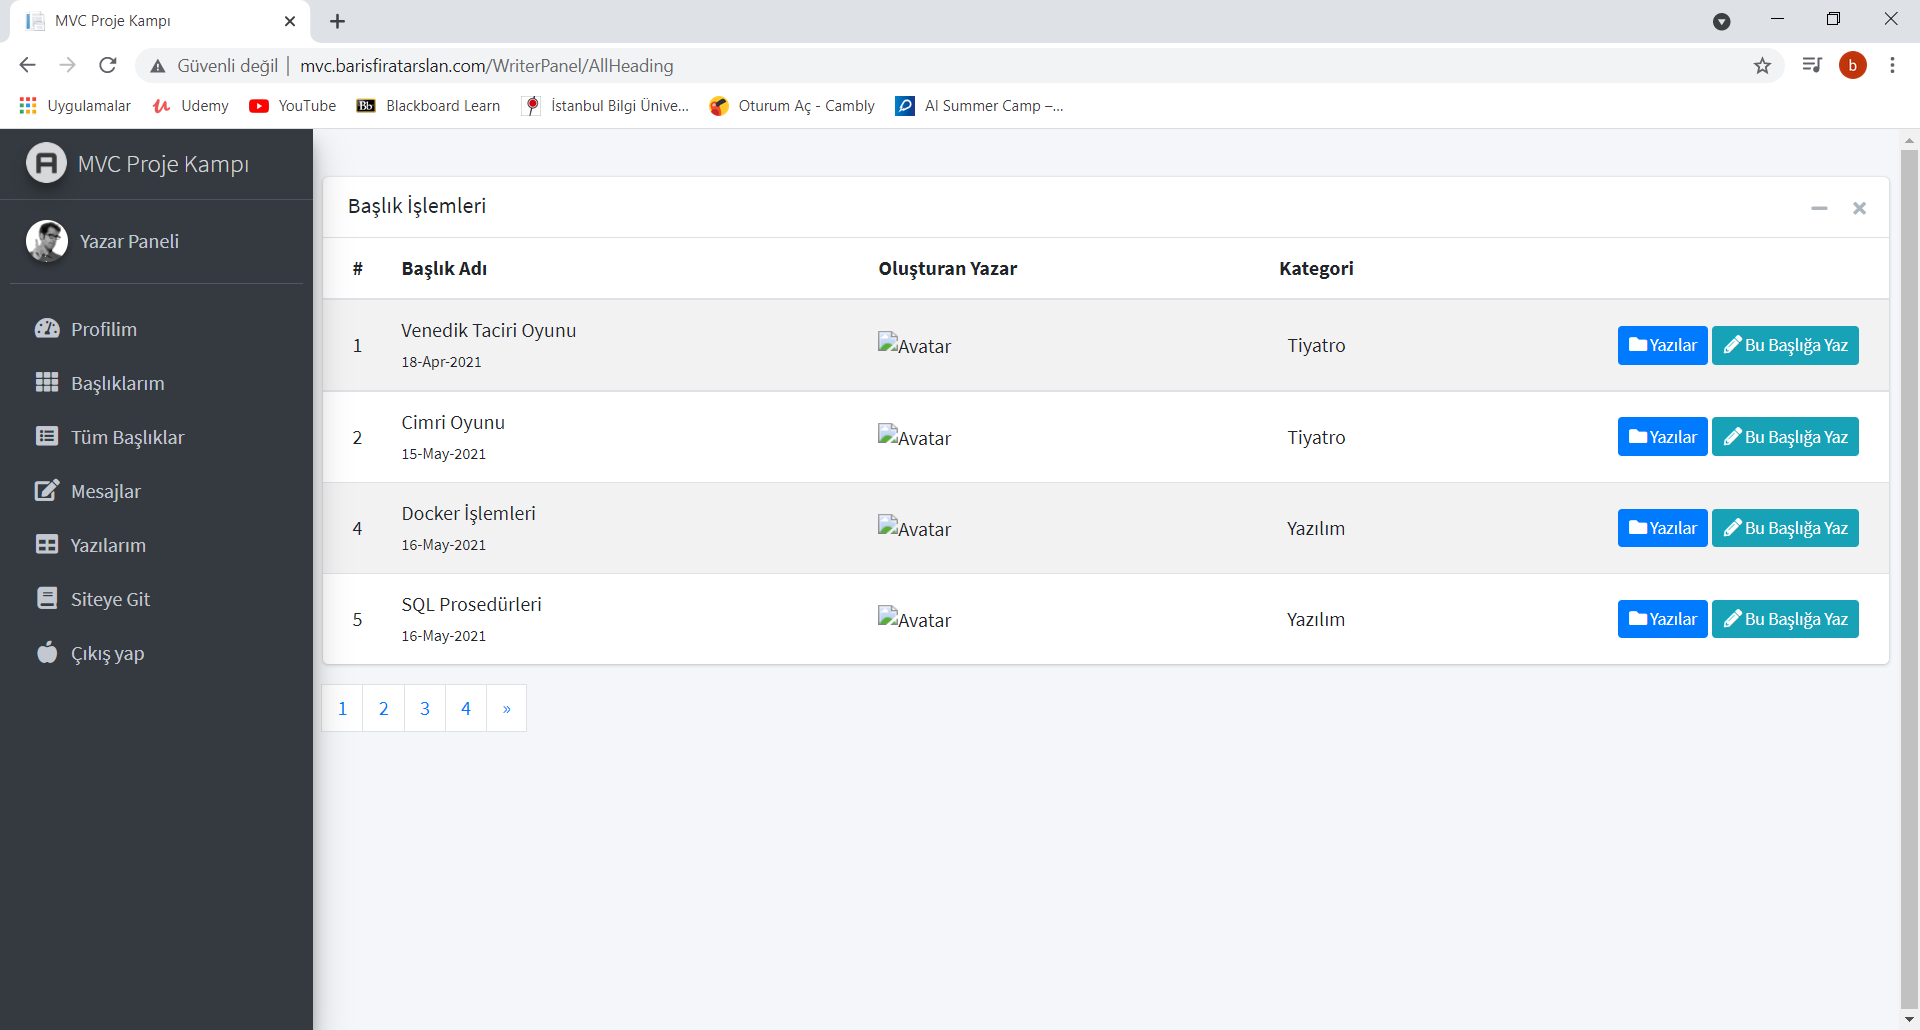 MVC Proje Kampı
Güvenli değil | mvc.barisfiratarslan.com/WriterPanel/AllHeading
b
Uygulamalar Udemy YouTube Bb Blackboard Learn İstanbul Bilgi Ünive... Oturum Aç - Cambly AI Summer Camp –...
A MVC Proje Kampı
Yazar Paneli
Profilim
Başlıklarım
Tüm Başlıklar
Mesajlar
Yazılarım
Siteye Git
Çıkış yap
Başlık İşlemleri
# Başlık Adı Oluşturan Yazar Kategori
1 Venedik Taciri Oyunu Avatar Tiyatro Yazılar Bu Başlığa Yaz
18-Apr-2021
2 Cimri Oyunu Avatar Tiyatro Yazılar Bu Başlığa Yaz
15-May-2021
4 Docker İşlemleri Avatar Yazılım Yazılar Bu Başlığa Yaz
16-May-2021
5 SQL Prosedürleri Avatar Yazılım Yazılar Bu Başlığa Yaz
16-May-2021
1 2 3 4 »